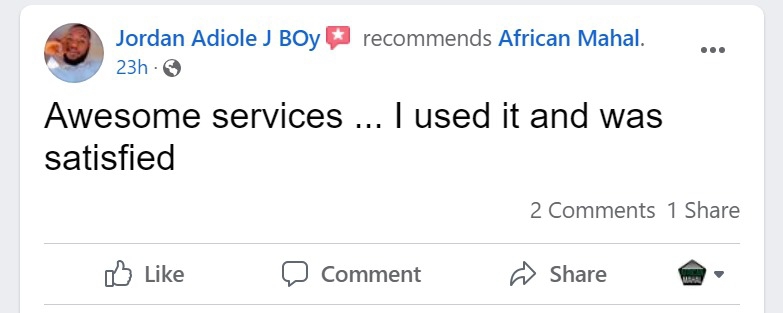 Jordan Adiole J BOy recommends African Mahal.
23h ·
Awesome services ... I used it and was
satisfied
2 Comments 1 Share
Like Comment Share